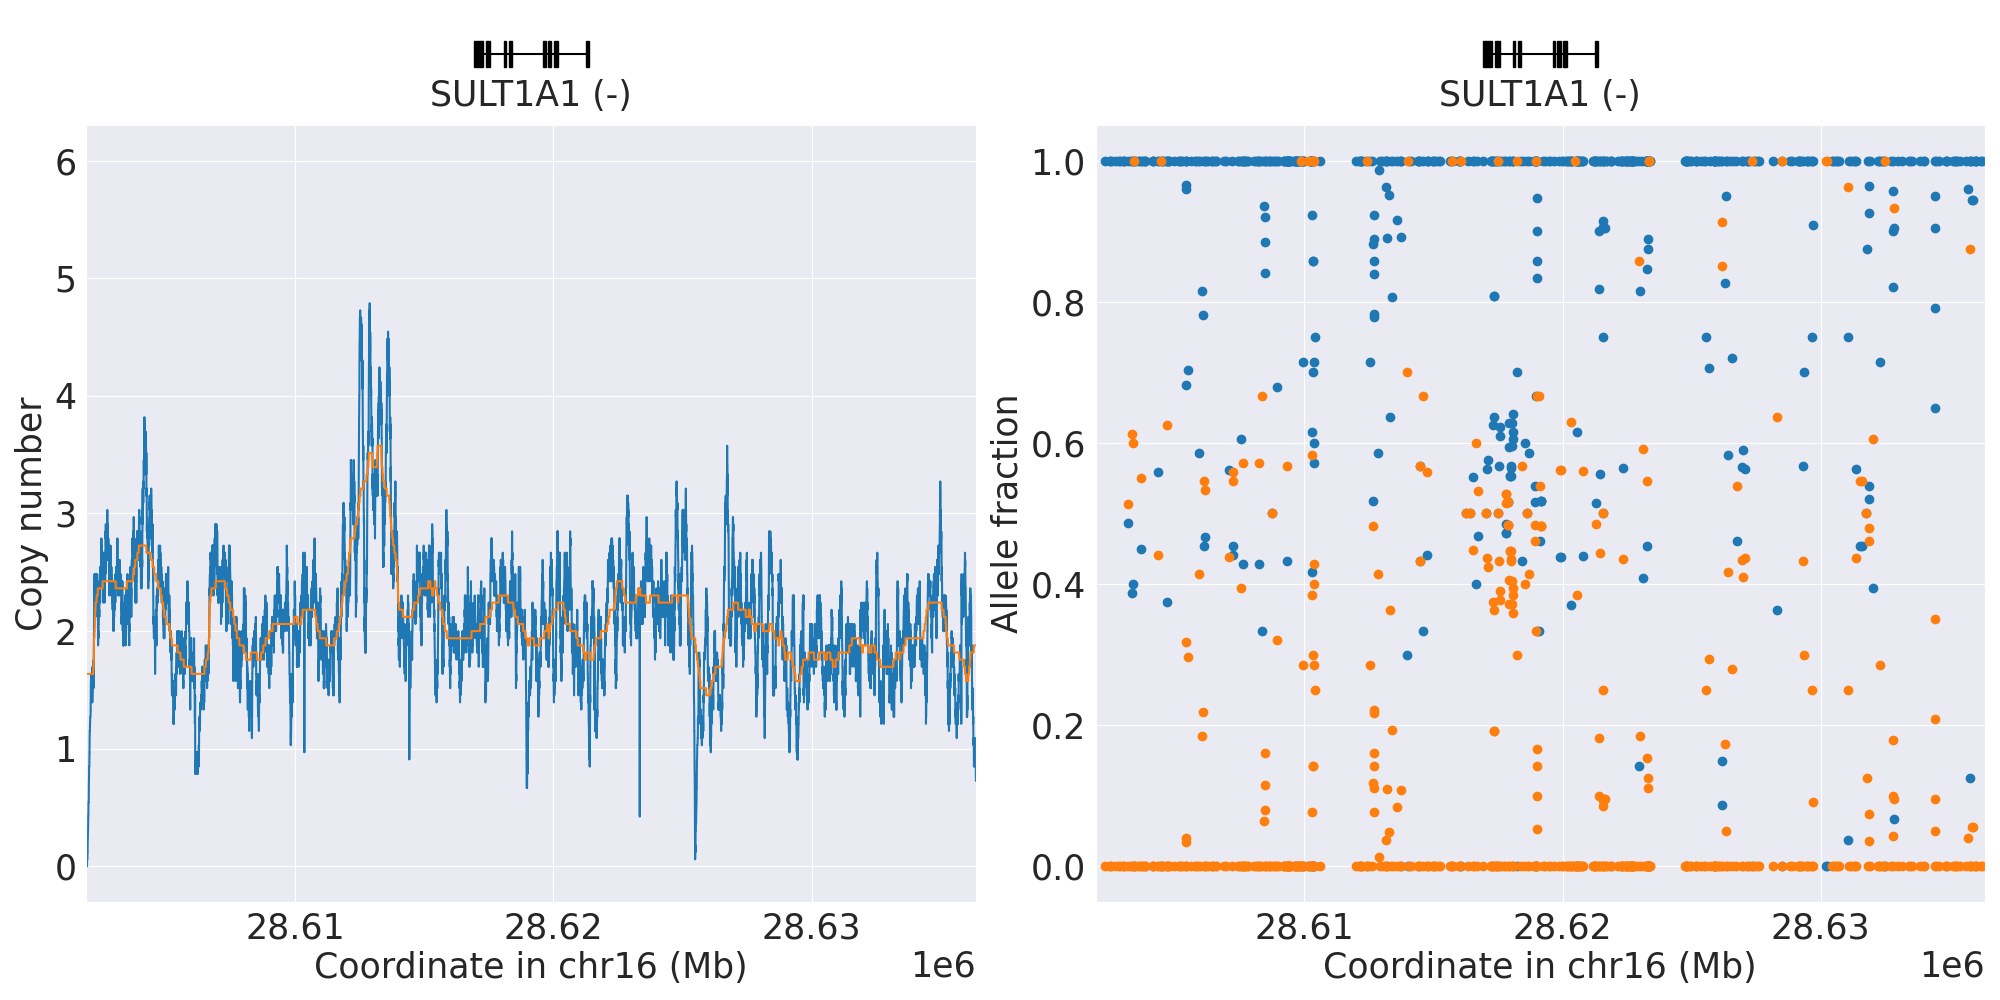 SULT1A1 (-)
Copy number
6
5
4
3
2
1
0
28.61
28.62
28.63
Coordinate in chr16 (Mb)
1e6
SULT1A1 (-)
Allele fraction
1.0
0.8
0.6
0.4
0.2
0.0
28.61
28.62
28.63
Coordinate in chr16 (Mb)
1e6